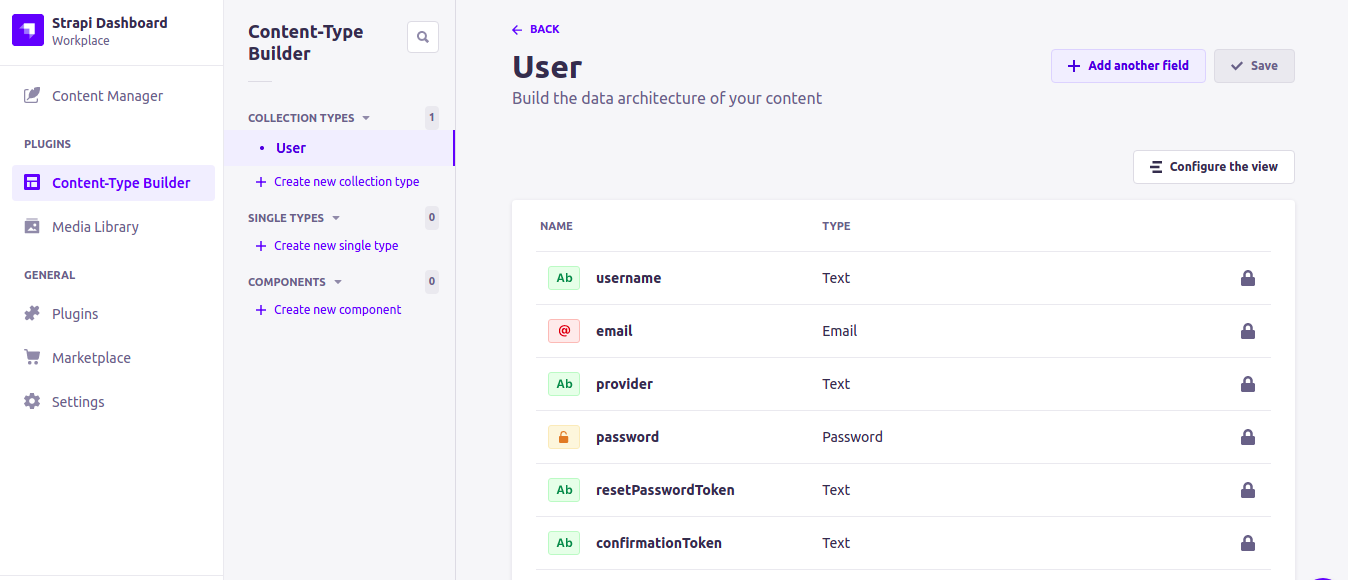 Strapi Dashboard
Workplace
Content Manager
PLUGINS
Content-Type Builder
Media Library
GENERAL
Plugins
Marketplace
Settings
Content-Type
Builder
COLLECTION TYPES 1
User
Create new collection type
SINGLE TYPES 0
Create new single type
COMPONENTS 0
Create new component
BACK
User
Build the data architecture of your content
Add another field
Save
Configure the view
NAME TYPE
Ab username Text
@ email Email
Ab provider Text
password Password
Ab resetPasswordToken Text
Ab confirmationToken Text